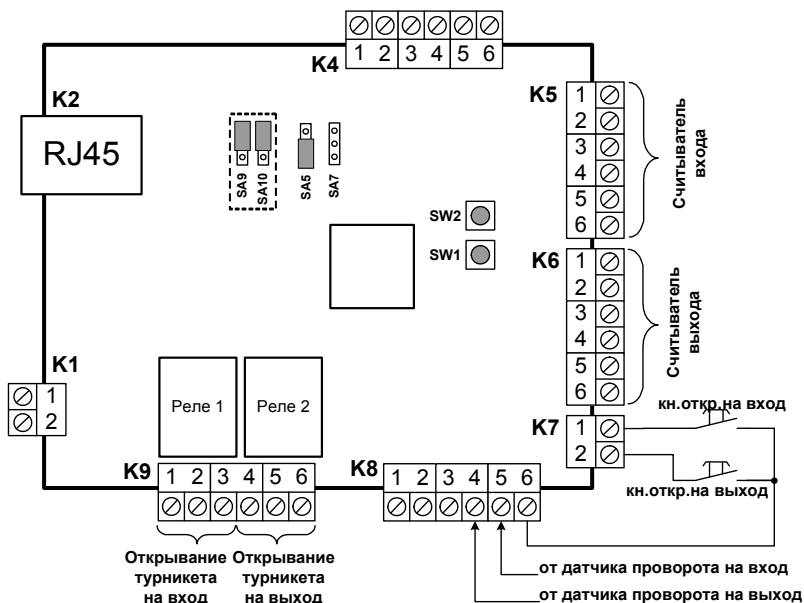 K4
1 2 3 4 5 6
K2
RJ45
SA9
SA10
SA5
SA7
SW2
SW1
K5
1
2
3
4
5
6
Считыватель
входа
K6
1
2
3
4
5
6
Считыватель
выхода
K1
1
2
Реле 1
Реле 2
K7
1
2
кн.откр.на вход
кн.откр.на выход
K9
1 2 3 4 5 6
K8
1 2 3 4 5 6
Открывание
турникета
на вход
Открывание
турникета
на выход
от датчика проворота на вход
от датчика проворота на выход